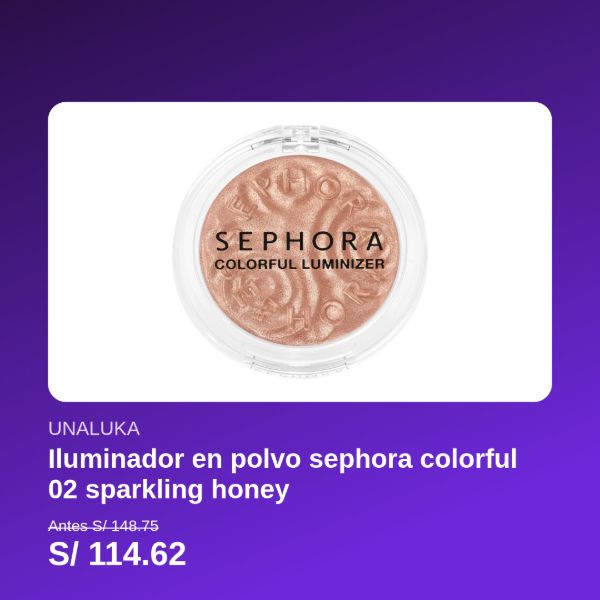 SEPHORA
COLORFUL LUMINIZER
UNALUKA
Iluminador en polvo sephora colorful
02 sparkling honey
Antes S/ 148.75
S/ 114.62